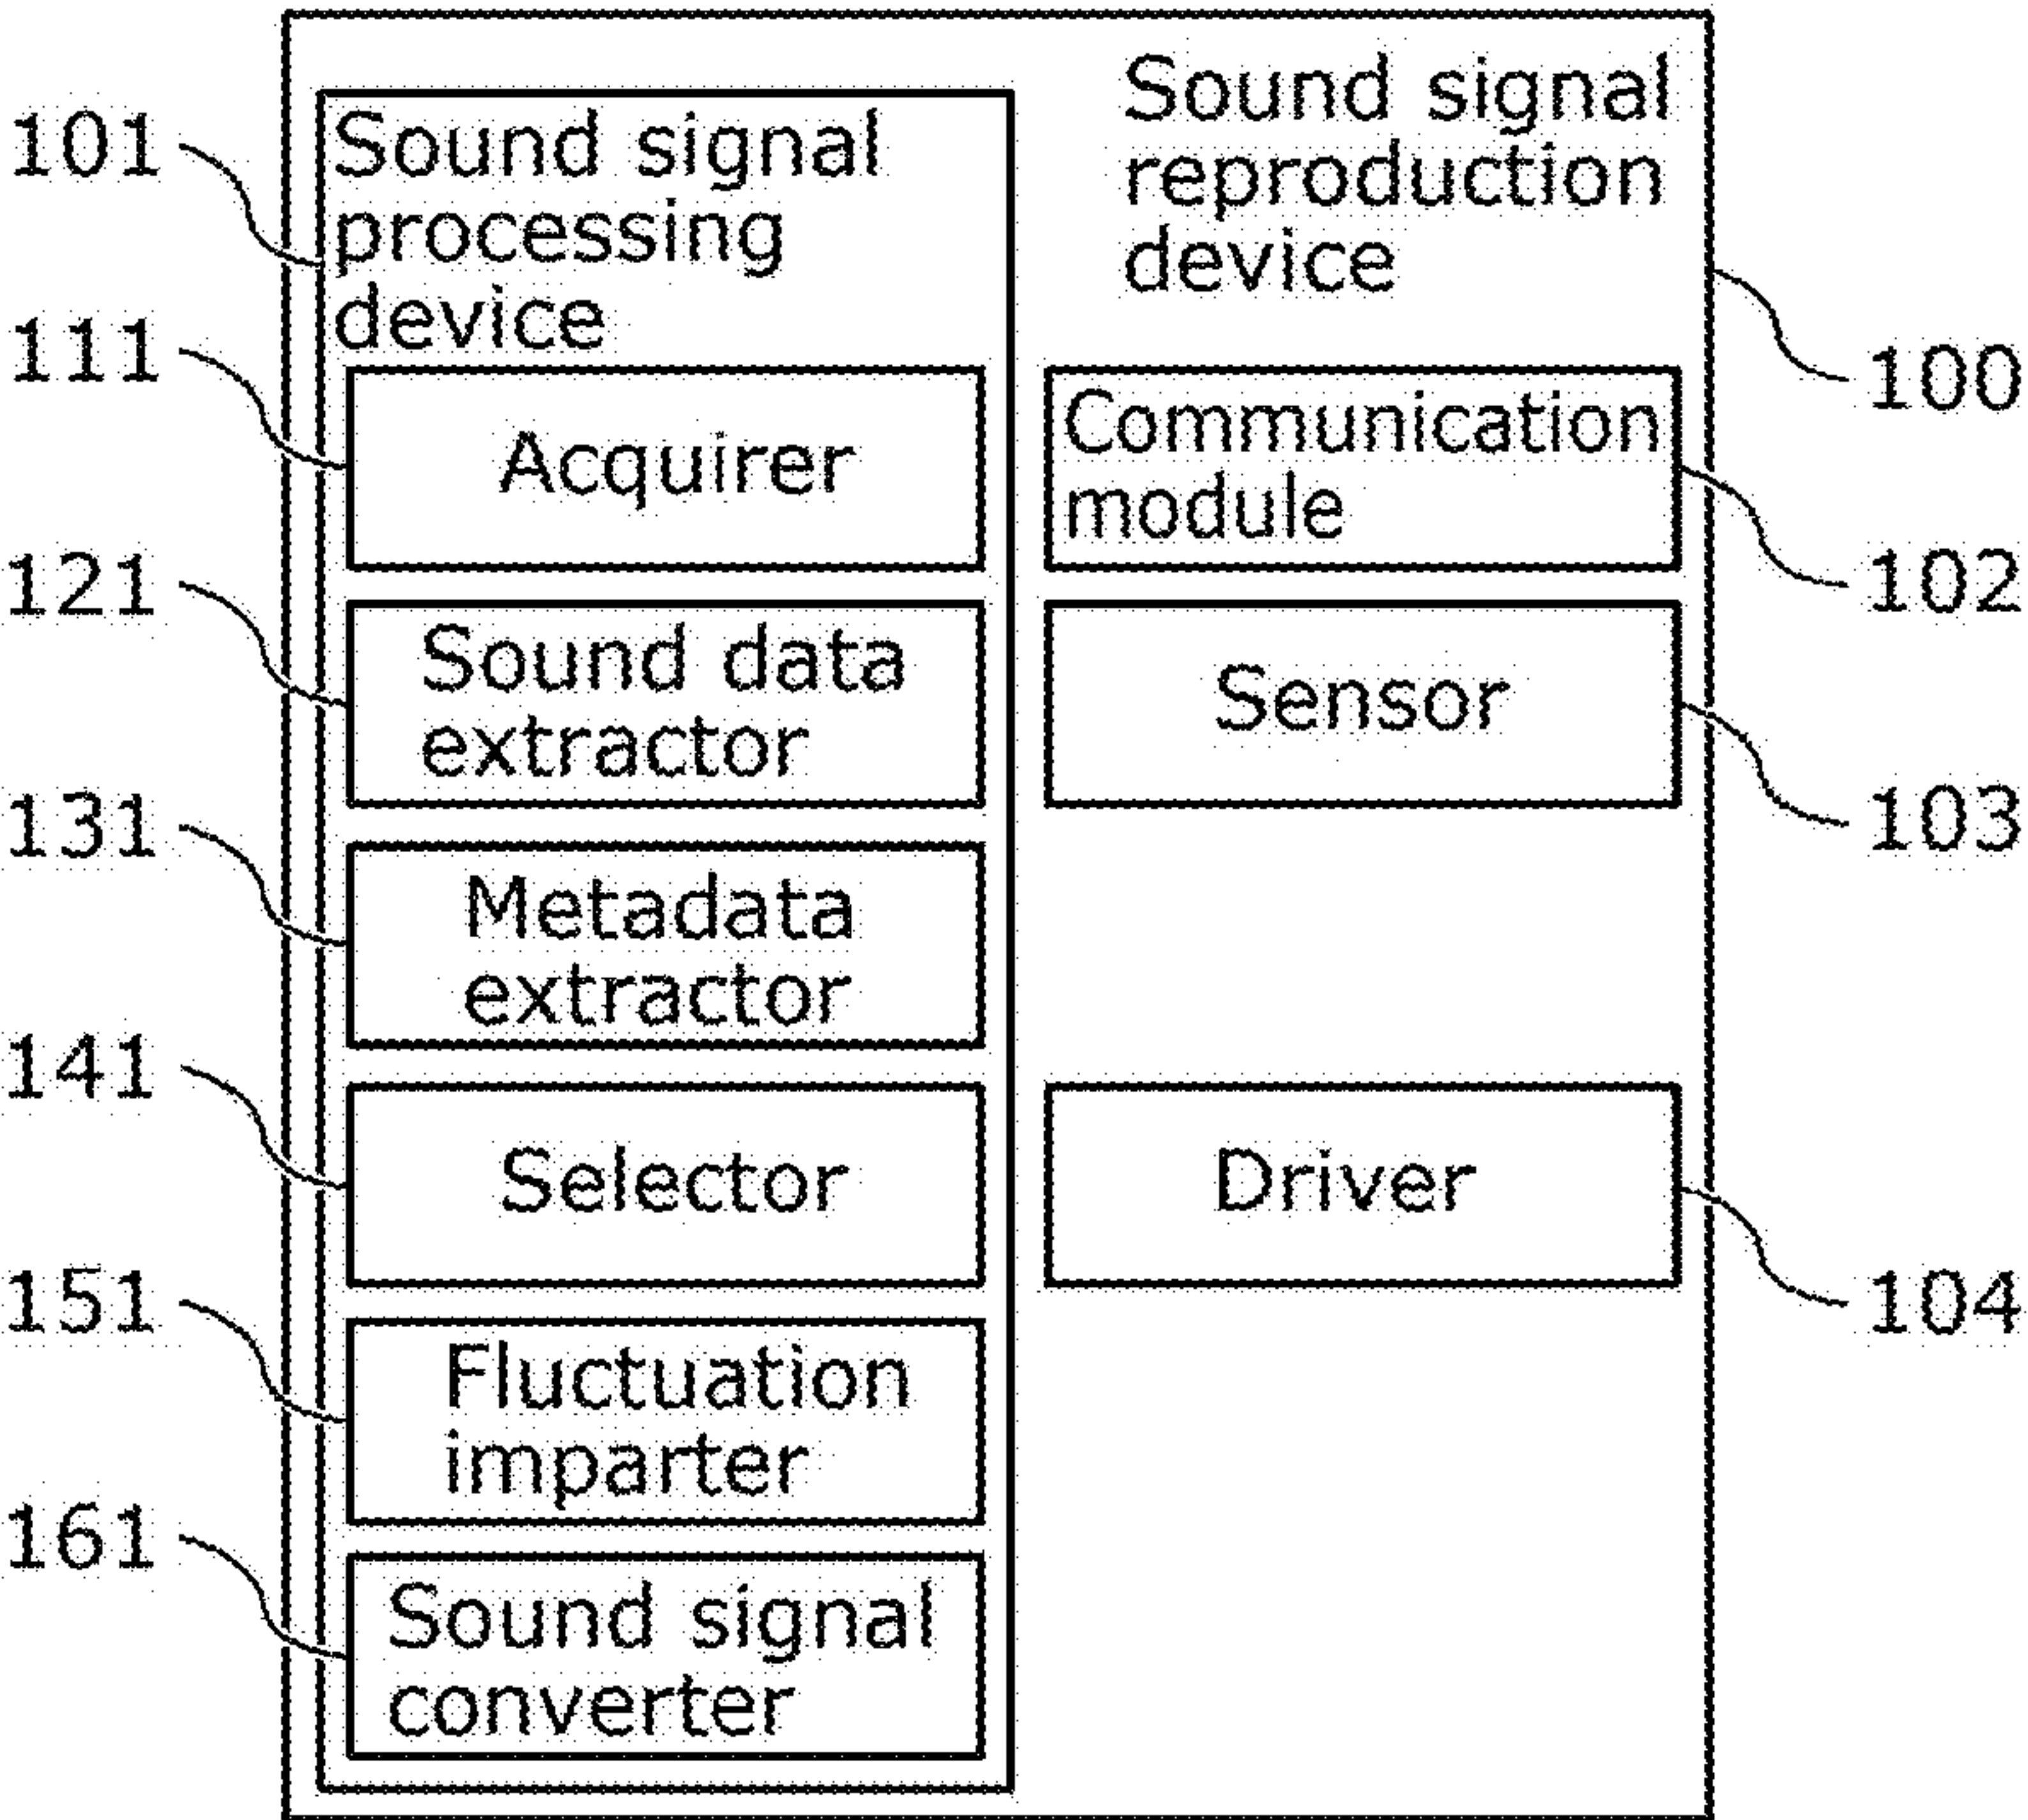 Sound signal
reproduction
device
100
101
Sound signal
processing
device
111
Acquirer
121
Sound data
extractor
131
Metadata
extractor
141
Selector
151
Fluctuation
imparter
161
Sound signal
converter
Communication
module
102
Sensor
103
Driver
104